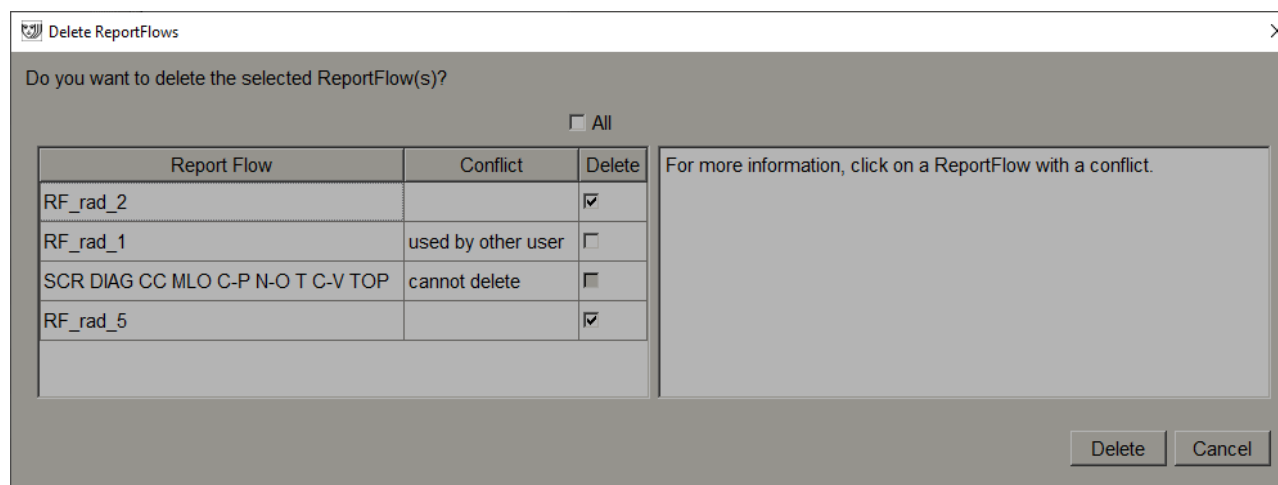 Delete ReportFlows
Do you want to delete the selected ReportFlow(s)?
All
Report Flow Conflict Delete
For more information, click on a ReportFlow with a conflict.
RF_rad_2
RF_rad_1 used by other user
SCR DIAG CC MLO C-P N-O T C-V TOP cannot delete
RF_rad_5
Delete Cancel